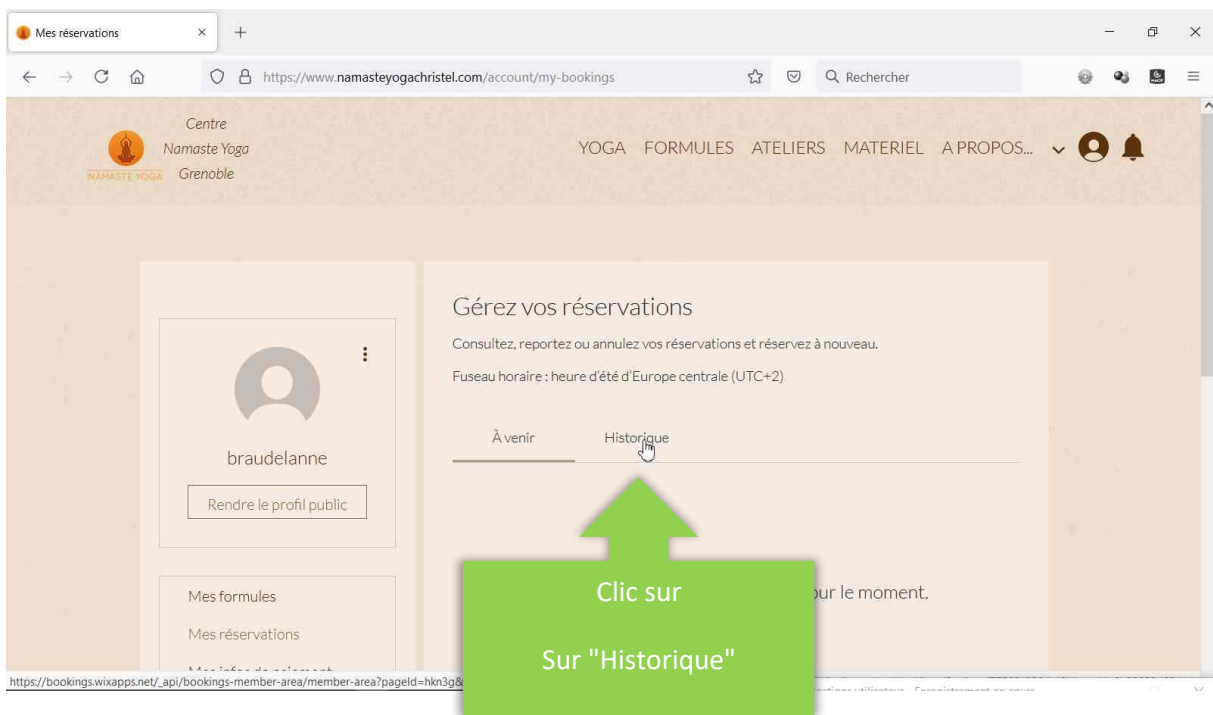 Mes réservations
https://www.namasteyogachristel.com/account/my-bookings
Rechercher
Centre
Namaste Yoga
Grenoble
NAMASTE YOGA
YOGA FORMULES ATELIERS MATERIEL A PROPOS...
Gérez vos réservations
Consultez, reportez ou annulez vos réservations et réservez à nouveau.
Fuseau horaire : heure d'été d'Europe centrale (UTC+2)
À venir Historique
braudelanne
Rendre le profil public
Mes formules
Mes réservations
Clic sur
Sur "Historique"
our le moment.
https://bookings.wixapps.net/_api/bookings-member-area/member-area?pageId=hkn3g&